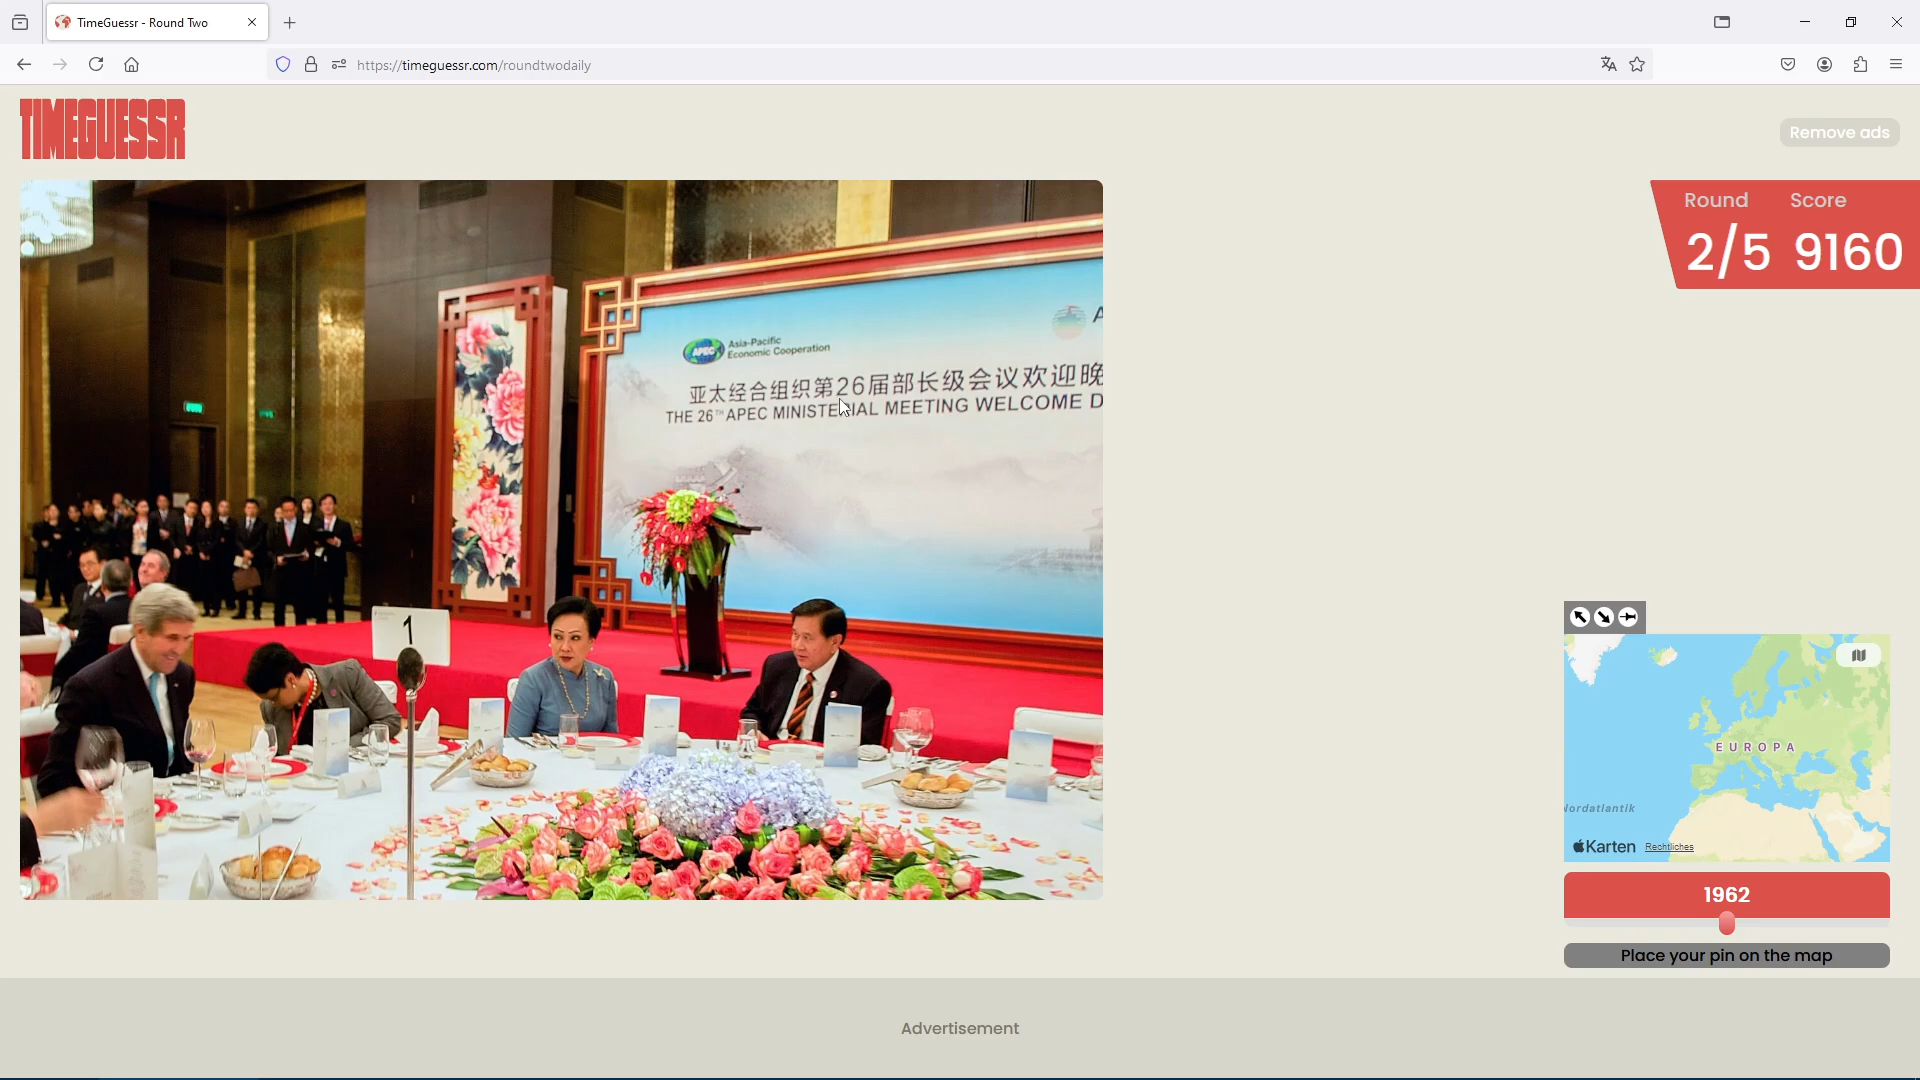 TimeGuessr - Round Two
https://timeguessr.com/roundtwodaily
TIMEGUESSR
Remove ads
Round Score
2/5 9160
Asia-Pacific
Economic Cooperation
APEC
A
亚太经合组织第26届部长级会议欢迎晚
THE 26TH APEC MINISTERIAL MEETING WELCOME D
1
EUROPA
Nordatlantik
Karten Rechtliches
1962
Place your pin on the map
Advertisement